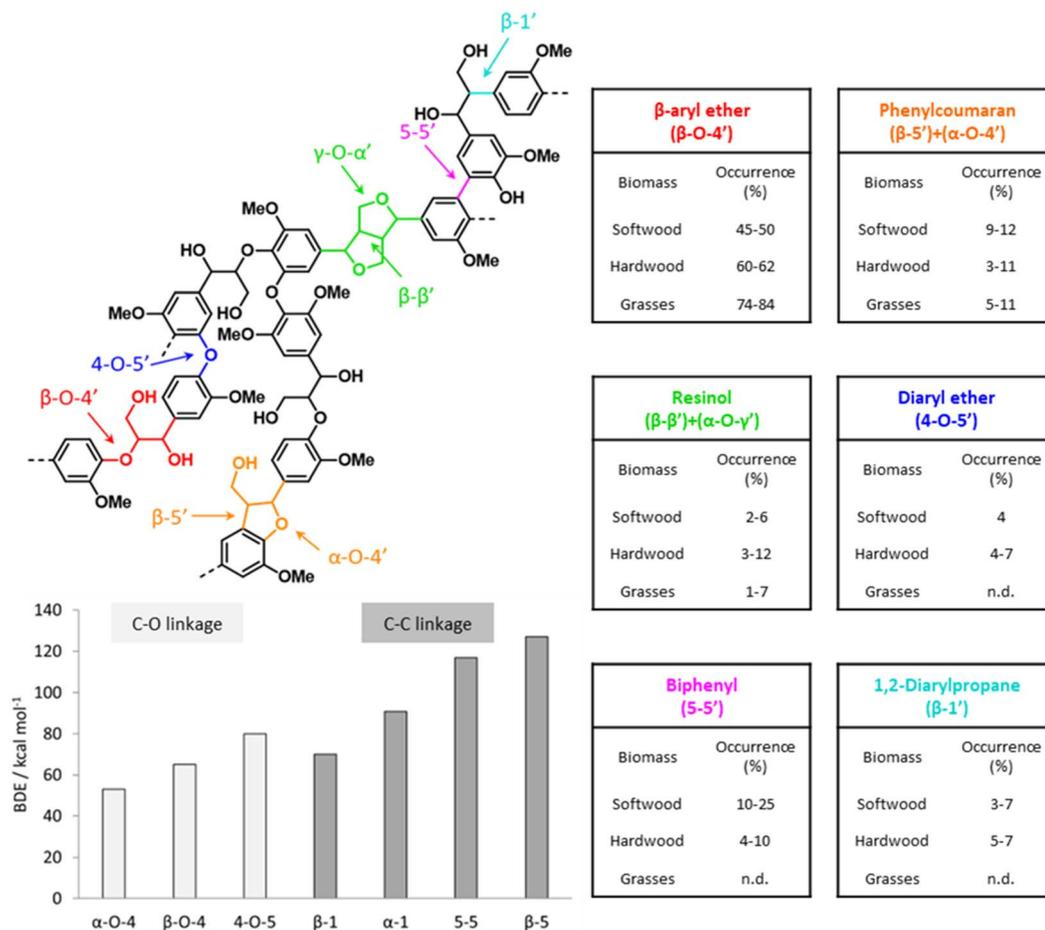 β-1’
OH
OMe
HO
5-5’
OMe
OH
γ-O-α’
O
MeO
OMe
HO
O
O
β-β’
HO
O
OMe
MeO
MeO
4-O-5’
O
OH
β-O-4’
OH
OMe
HO
O
O
OH
OMe
OMe
OH
β-5’
O
α-O-4’
OMe
β-aryl ether
(β-O-4’)
Biomass Occurrence
(%)
Softwood 45-50
Hardwood 60-62
Grasses 74-84
Phenylcoumaran
(β-5’)+(α-O-4’)
Biomass Occurrence
(%)
Softwood 9-12
Hardwood 3-11
Grasses 5-11
Resinol
(β-β’)+(α-O-γ’)
Biomass Occurrence
(%)
Softwood 2-6
Hardwood 3-12
Grasses 1-7
Diaryl ether
(4-O-5’)
Biomass Occurrence
(%)
Softwood 4
Hardwood 4-7
Grasses n.d.
Biphenyl
(5-5’)
Biomass Occurrence
(%)
Softwood 10-25
Hardwood 4-10
Grasses n.d.
1,2-Diarylpropane
(β-1’)
Biomass Occurrence
(%)
Softwood 3-7
Hardwood 5-7
Grasses n.d.
C-O linkage
C-C linkage
BDE / kcal mol⁻¹
140
120
100
80
60
40
20
0
α-O-4 β-O-4 4-O-5 β-1 α-1 5-5 β-5